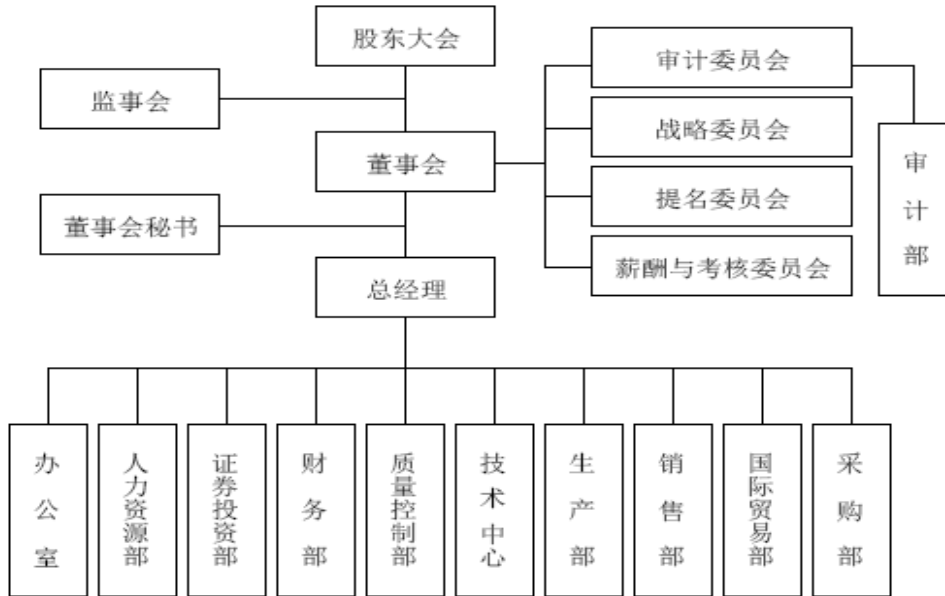 股东大会
审计委员会
监事会
战略委员会
董事会
审计部
提名委员会
董事会秘书
薪酬与考核委员会
总经理
办公室
人力资源部
证券投资部
财务部
质量控制部
技术中心
生产部
销售部
国际贸易部
采购部